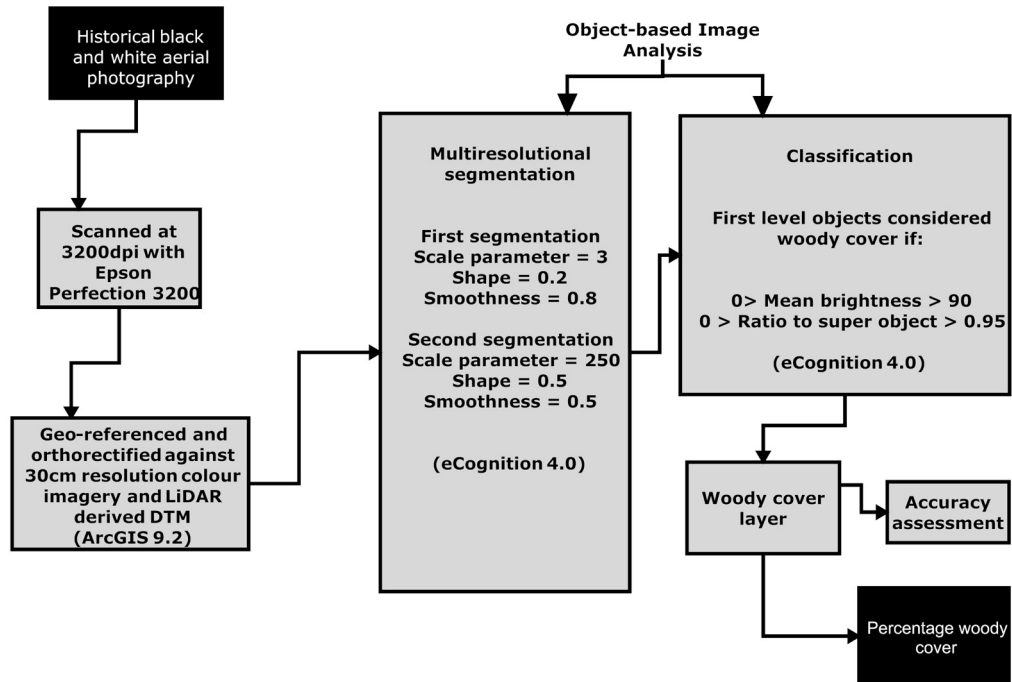 Historical black
and white aerial
photography
Scanned at
3200dpi with
Epson
Perfection 3200
Geo-referenced and
orthorectified against
30cm resolution colour
imagery and LiDAR
derived DTM
(ArcGIS 9.2)
Object-based Image
Analysis
Multiresolutional
segmentation
First segmentation
Scale parameter = 3
Shape = 0.2
Smoothness = 0.8
Second segmentation
Scale parameter = 250
Shape = 0.5
Smoothness = 0.5
(eCognition 4.0)
Classification
First level objects considered
woody cover if:
0> Mean brightness > 90
0 > Ratio to super object > 0.95
(eCognition 4.0)
Woody cover
layer
Accuracy
assessment
Percentage woody
cover